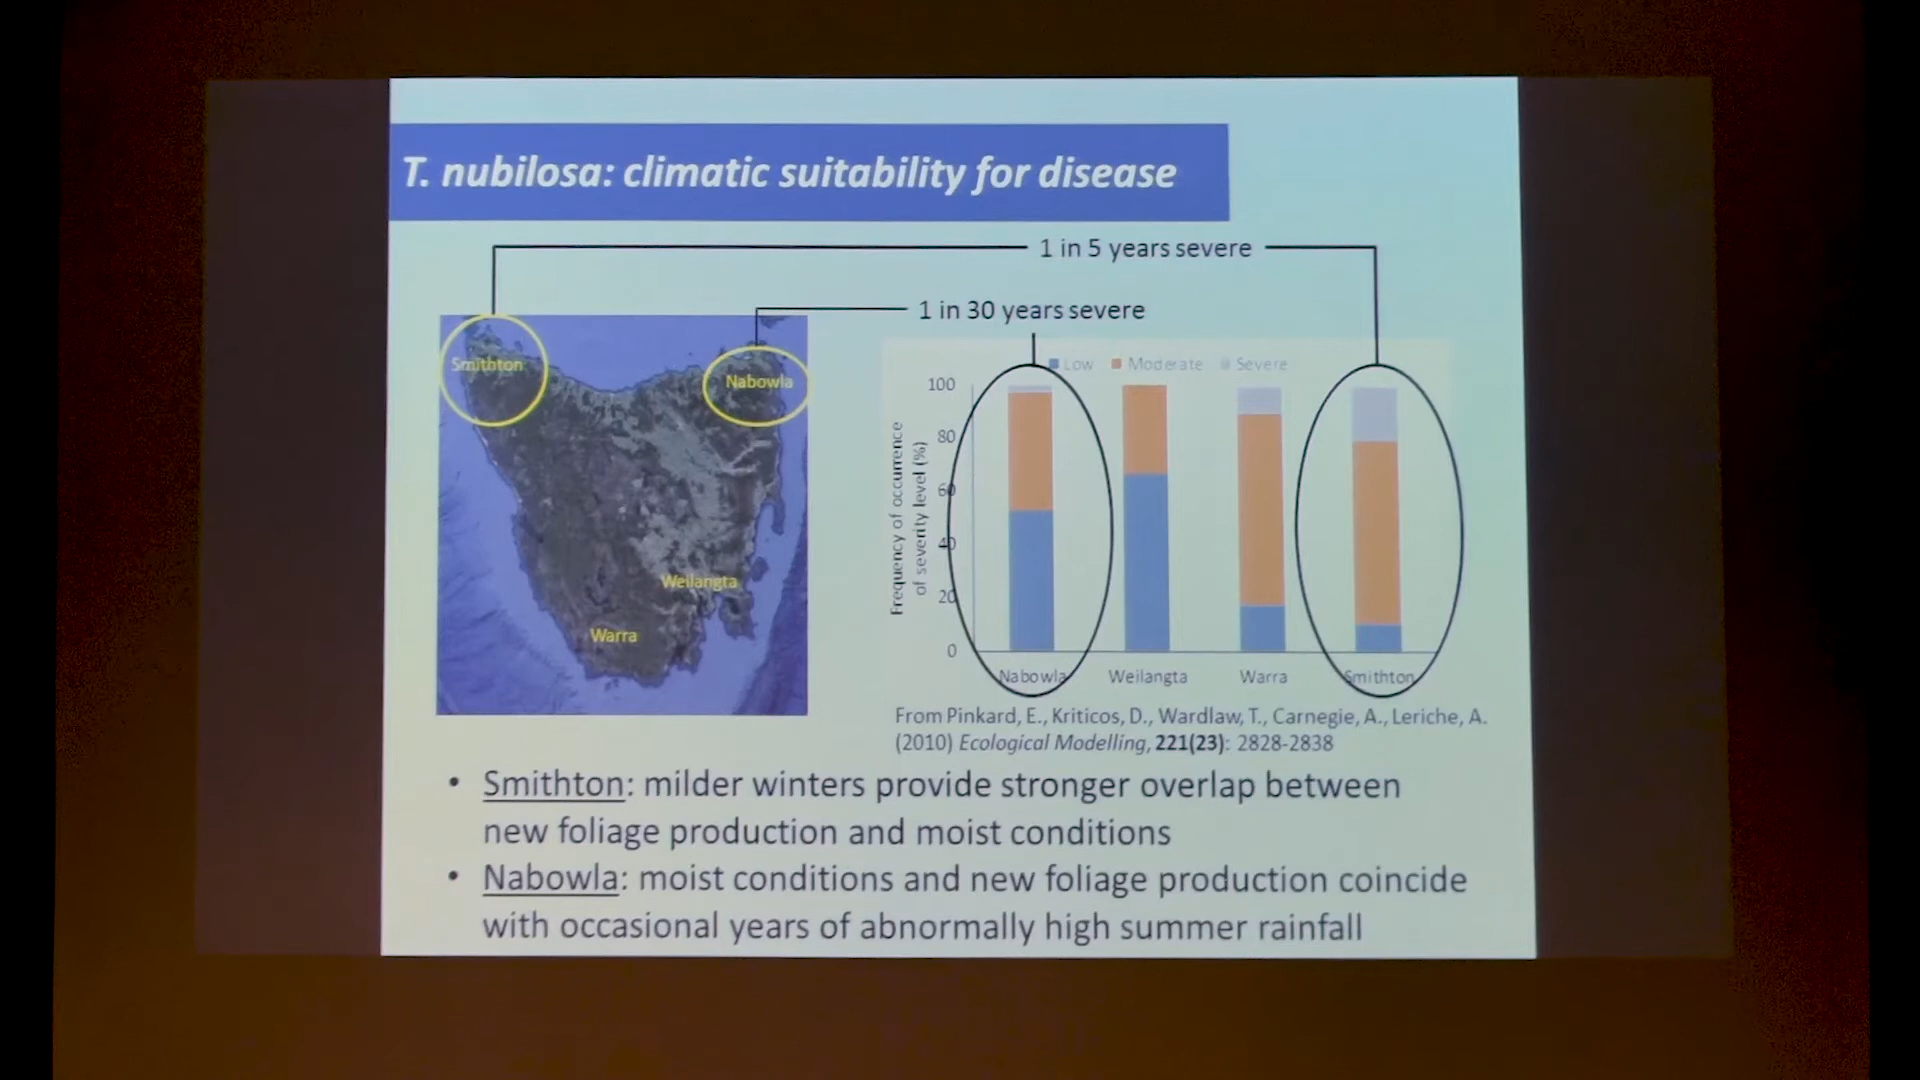 T. nubilosa: climatic suitability for disease
1 in 5 years severe
1 in 30 years severe
Smithton
Nabowla
Weilangta
Warra
Low Moderate Severe
Frequency of occurrence
of severity level (%)
100
80
60
40
20
0
Nabowla Weilangta Warra Smithton
From Pinkard, E., Kriticos, D., Wardlaw, T., Carnegie, A., Leriche, A.
(2010) Ecological Modelling, 221(23): 2828-2838
• Smithton: milder winters provide stronger overlap between
new foliage production and moist conditions
• Nabowla: moist conditions and new foliage production coincide
with occasional years of abnormally high summer rainfall